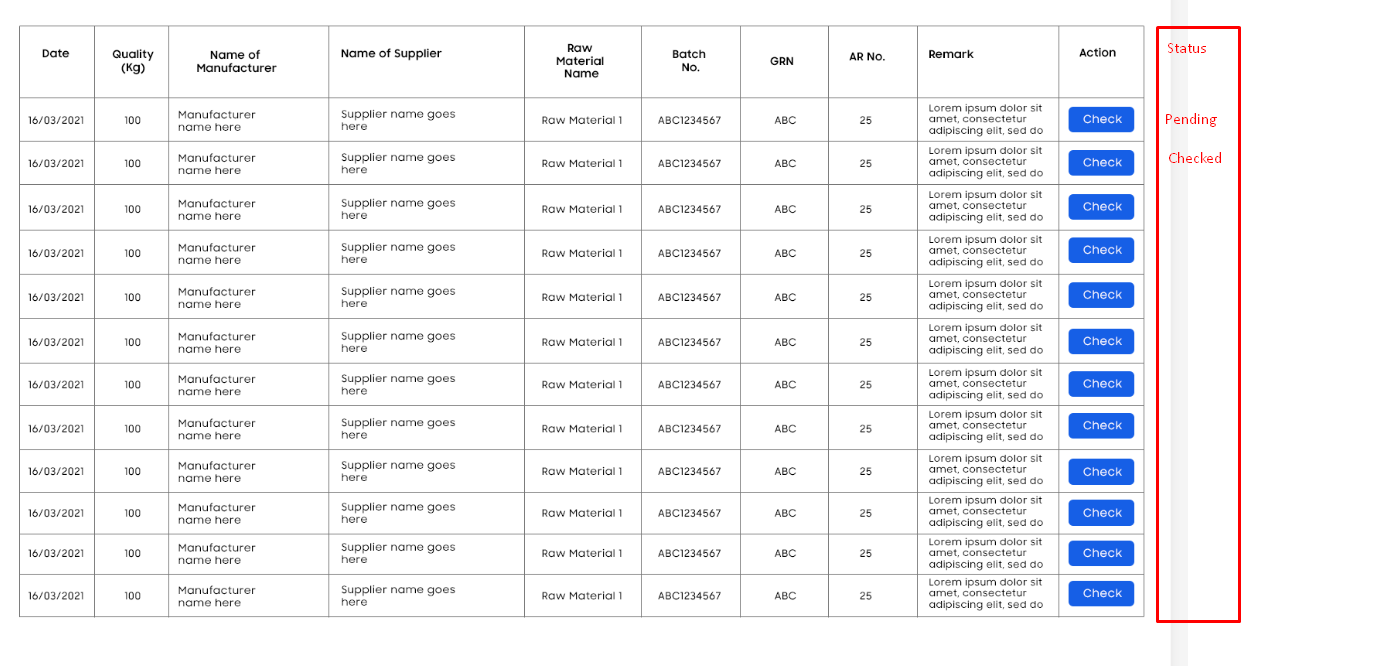 Date
Quality
(Kg)
Name of
Manufacturer
Name of Supplier
Raw
Material
Name
Batch
No.
GRN
AR No.
Remark
Action
Status
16/03/2021
100
Manufacturer
name here
Supplier name goes
here
Raw Material 1
ABC1234567
ABC
25
Lorem ipsum dolor sit
amet, consectetur
adipiscing elit, sed do
Check
Pending
16/03/2021
100
Manufacturer
name here
Supplier name goes
here
Raw Material 1
ABC1234567
ABC
25
Lorem ipsum dolor sit
amet, consectetur
adipiscing elit, sed do
Check
Checked
16/03/2021
100
Manufacturer
name here
Supplier name goes
here
Raw Material 1
ABC1234567
ABC
25
Lorem ipsum dolor sit
amet, consectetur
adipiscing elit, sed do
Check
16/03/2021
100
Manufacturer
name here
Supplier name goes
here
Raw Material 1
ABC1234567
ABC
25
Lorem ipsum dolor sit
amet, consectetur
adipiscing elit, sed do
Check
16/03/2021
100
Manufacturer
name here
Supplier name goes
here
Raw Material 1
ABC1234567
ABC
25
Lorem ipsum dolor sit
amet, consectetur
adipiscing elit, sed do
Check
16/03/2021
100
Manufacturer
name here
Supplier name goes
here
Raw Material 1
ABC1234567
ABC
25
Lorem ipsum dolor sit
amet, consectetur
adipiscing elit, sed do
Check
16/03/2021
100
Manufacturer
name here
Supplier name goes
here
Raw Material 1
ABC1234567
ABC
25
Lorem ipsum dolor sit
amet, consectetur
adipiscing elit, sed do
Check
16/03/2021
100
Manufacturer
name here
Supplier name goes
here
Raw Material 1
ABC1234567
ABC
25
Lorem ipsum dolor sit
amet, consectetur
adipiscing elit, sed do
Check
16/03/2021
100
Manufacturer
name here
Supplier name goes
here
Raw Material 1
ABC1234567
ABC
25
Lorem ipsum dolor sit
amet, consectetur
adipiscing elit, sed do
Check
16/03/2021
100
Manufacturer
name here
Supplier name goes
here
Raw Material 1
ABC1234567
ABC
25
Lorem ipsum dolor sit
amet, consectetur
adipiscing elit, sed do
Check
16/03/2021
100
Manufacturer
name here
Supplier name goes
here
Raw Material 1
ABC1234567
ABC
25
Lorem ipsum dolor sit
amet, consectetur
adipiscing elit, sed do
Check
16/03/2021
100
Manufacturer
name here
Supplier name goes
here
Raw Material 1
ABC1234567
ABC
25
Lorem ipsum dolor sit
amet, consectetur
adipiscing elit, sed do
Check